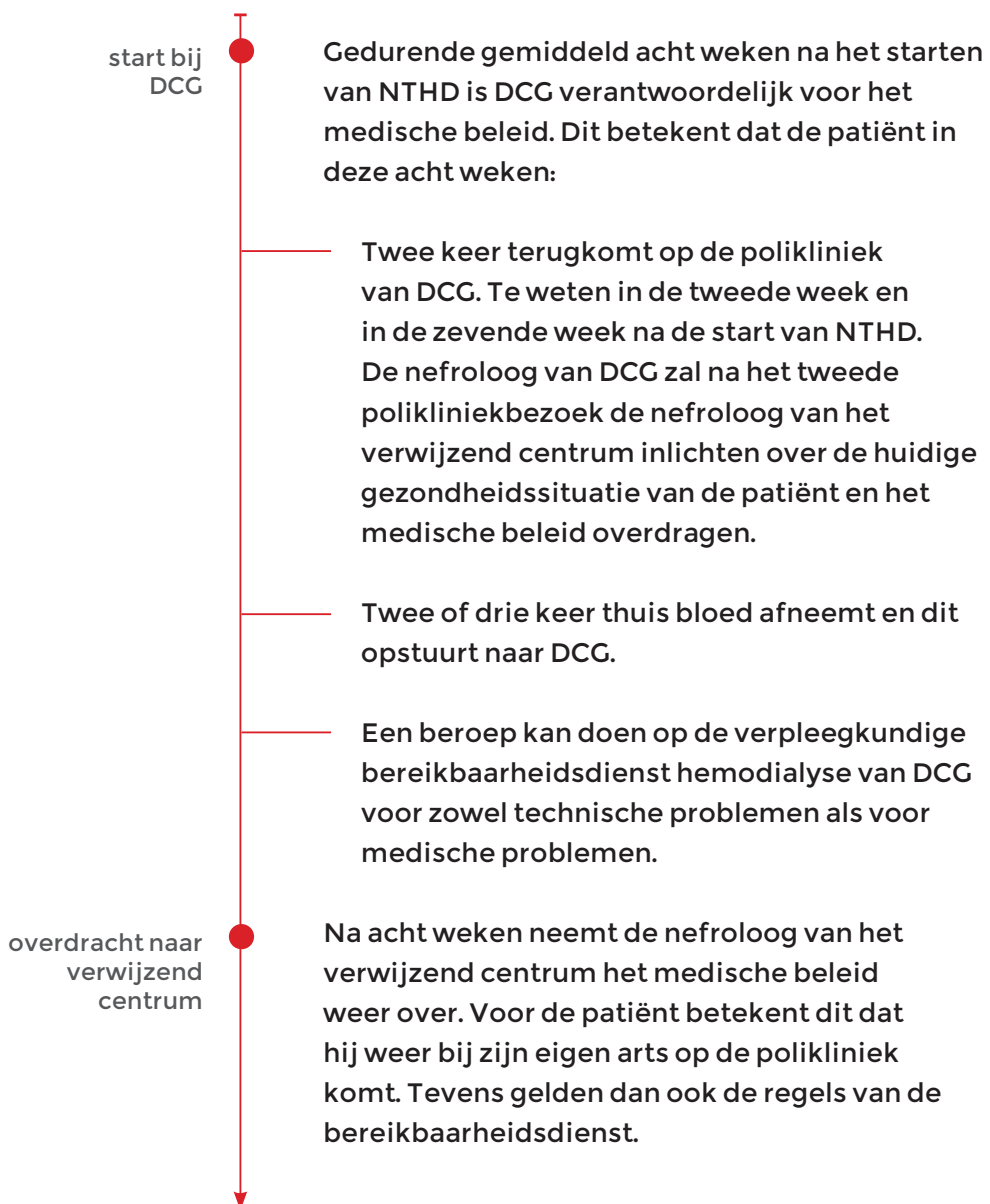 start bij
DCG
Gedurende gemiddeld acht weken na het starten
van NTHD is DCG verantwoordelijk voor het
medische beleid. Dit betekent dat de patiënt in
deze acht weken:
Twee keer terugkomt op de polikliniek
van DCG. Te weten in de tweede week en
in de zevende week na de start van NTHD.
De nefroloog van DCG zal na het tweede
polikliniekbezoek de nefroloog van het
verwijzend centrum inlichten over de huidige
gezondheidssituatie van de patiënt en het
medische beleid overdragen.
Twee of drie keer thuis bloed afneemt en dit
opstuurt naar DCG.
Een beroep kan doen op de verpleegkundige
bereikbaarheidsdienst hemodialyse van DCG
voor zowel technische problemen als voor
medische problemen.
overdracht naar
verwijzend
centrum
Na acht weken neemt de nefroloog van het
verwijzend centrum het medische beleid
weer over. Voor de patiënt betekent dit dat
hij weer bij zijn eigen arts op de polikliniek
komt. Tevens gelden dan ook de regels van de
bereikbaarheidsdienst.